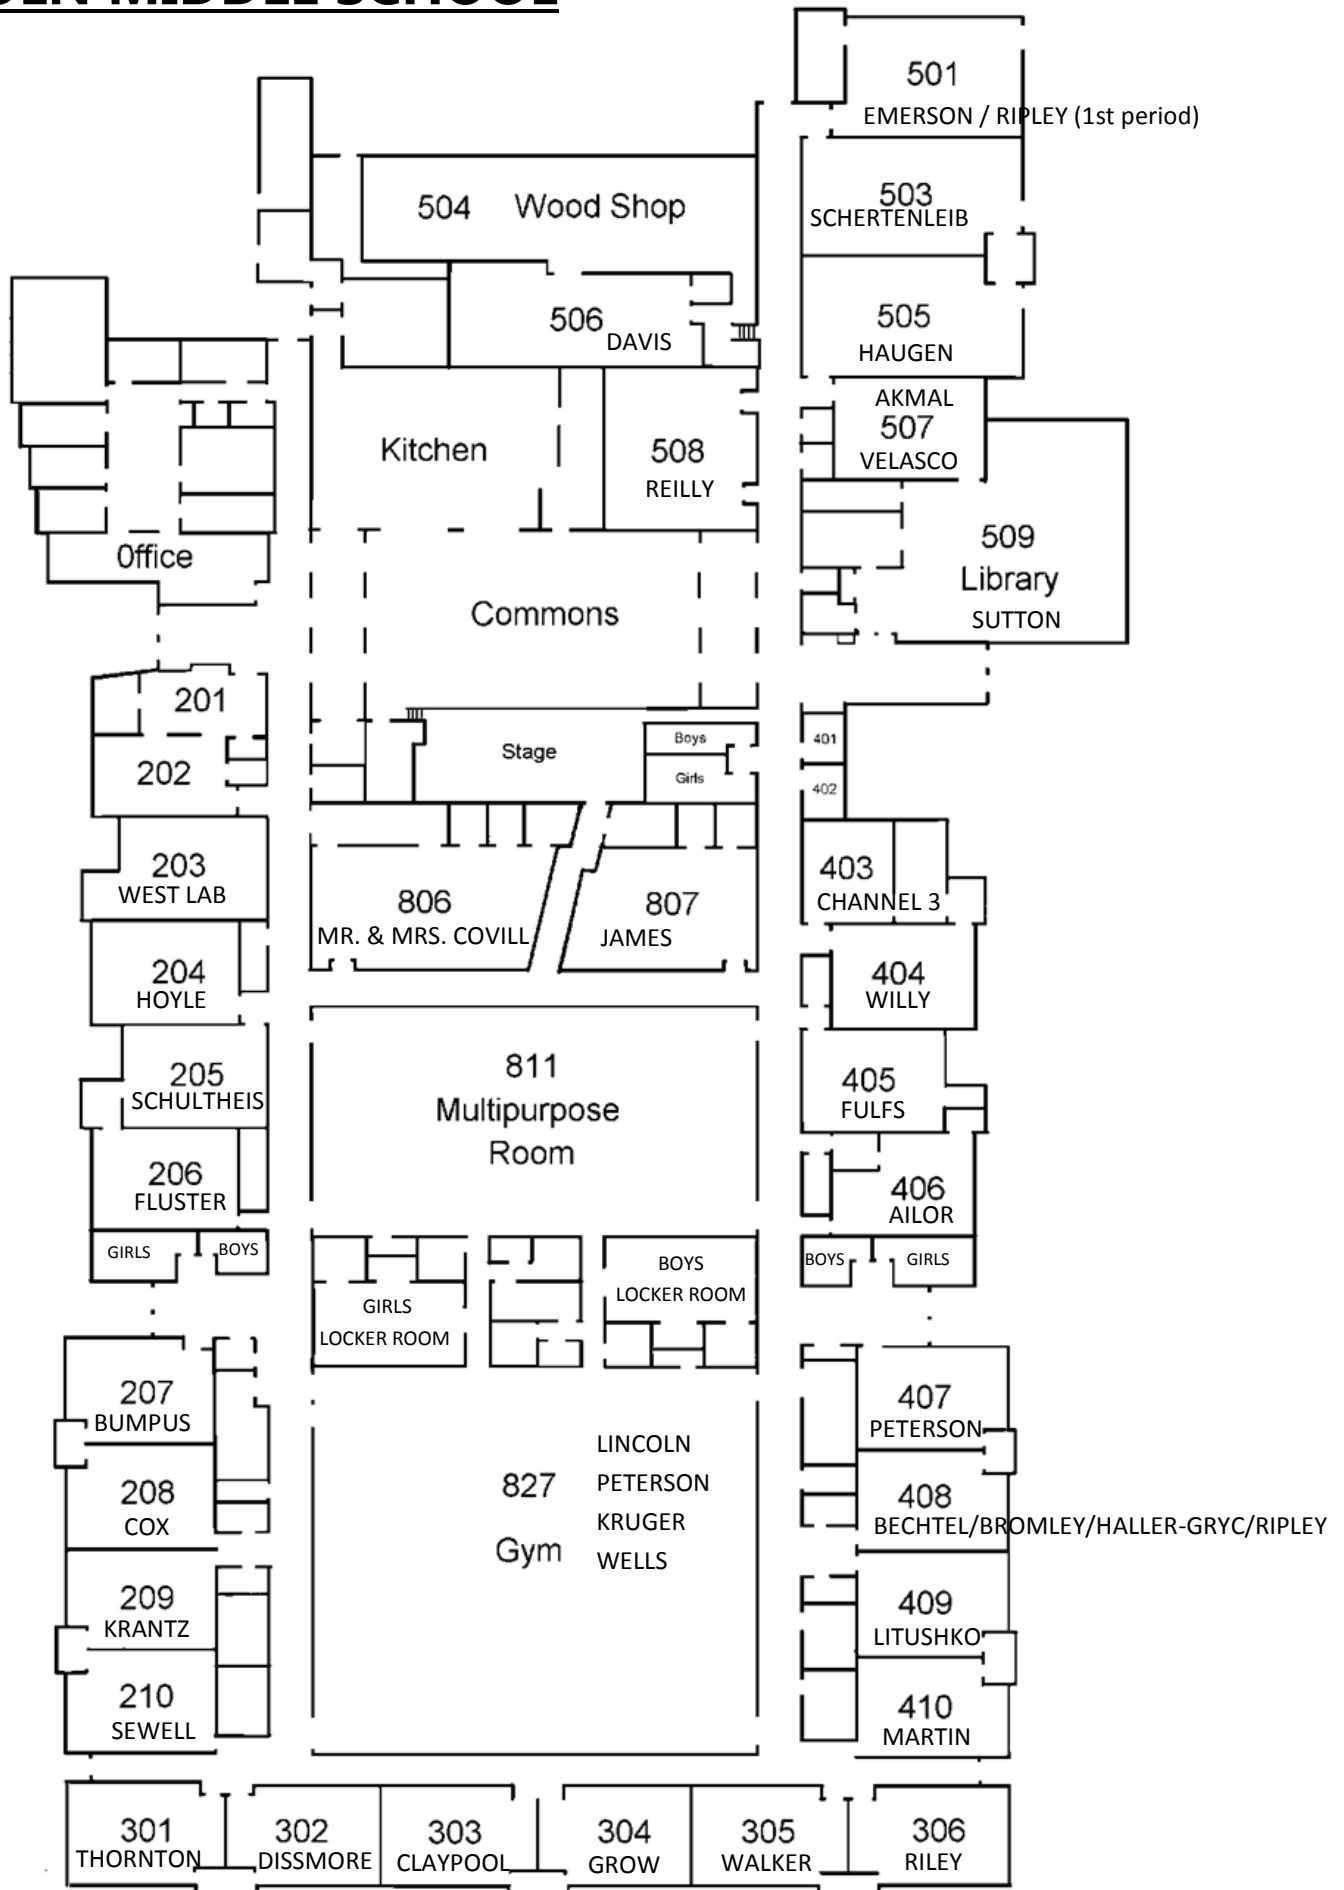 MIDDLE SCHOOL
501
EMERSON / RIPLEY (1st period)
504 Wood Shop
503
SCHERTENLEIB
506
DAVIS
505
HAUGEN
AKMAL
507
VELASCO
Kitchen
508
REILLY
Office
509
Library
SUTTON
Commons
201
202
Stage
Boys
Girls
401
402
203
WEST LAB
806
MR. & MRS. COVILL
807
JAMES
403
CHANNEL 3
204
HOYLE
404
WILLY
205
SCHULTHEIS
811
Multipurpose
Room
405
FULFS
206
FLUSTER
406
AILOR
GIRLS
BOYS
GIRLS
LOCKER ROOM
BOYS
LOCKER ROOM
BOYS
GIRLS
207
BUMPUS
407
PETERSON
208
COX
827
Gym
LINCOLN
PETERSON
KRUGER
WELLS
408
BECHTEL/BROMLEY/HALLER-GRYC/RIPLEY
209
KRANTZ
409
LITUSHKO
210
SEWELL
410
MARTIN
301
THORNTON
302
DISSMORE
303
CLAYPOOL
304
GROW
305
WALKER
306
RILEY